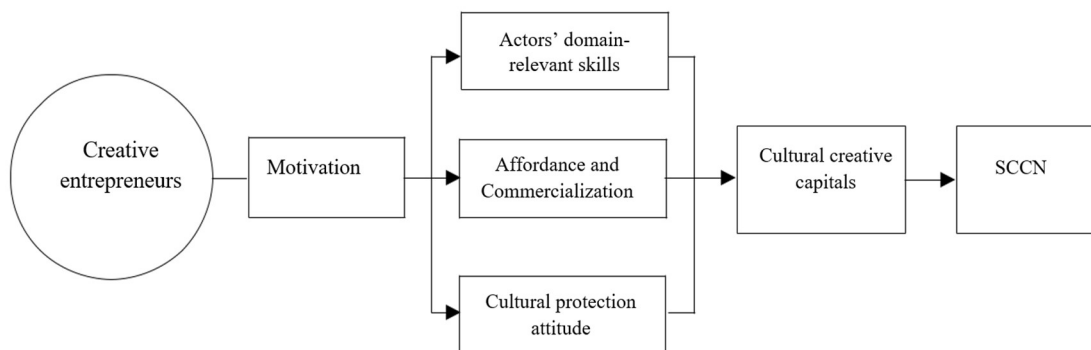 Creative
entrepreneurs
Motivation
Actors’ domain-
relevant skills
Affordance and
Commercialization
Cultural protection
attitude
Cultural creative
capitals
SCCN